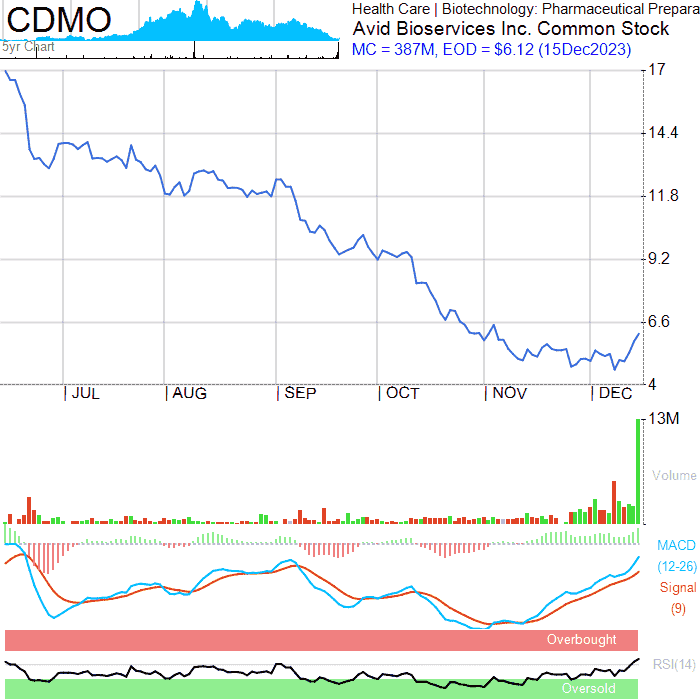 CDMO
5yr Chart
Health Care | Biotechnology: Pharmaceutical Prepara
Avid Bioservices Inc. Common Stock
MC = 387M, EOD = $6.12 (15Dec2023)
17
14.4
11.8
9.2
6.6
4
| JUL | AUG | SEP | OCT | NOV | DEC
13M
Volume
MACD
(12-26)
Signal
(9)
Overbought
RSI(14)
Oversold